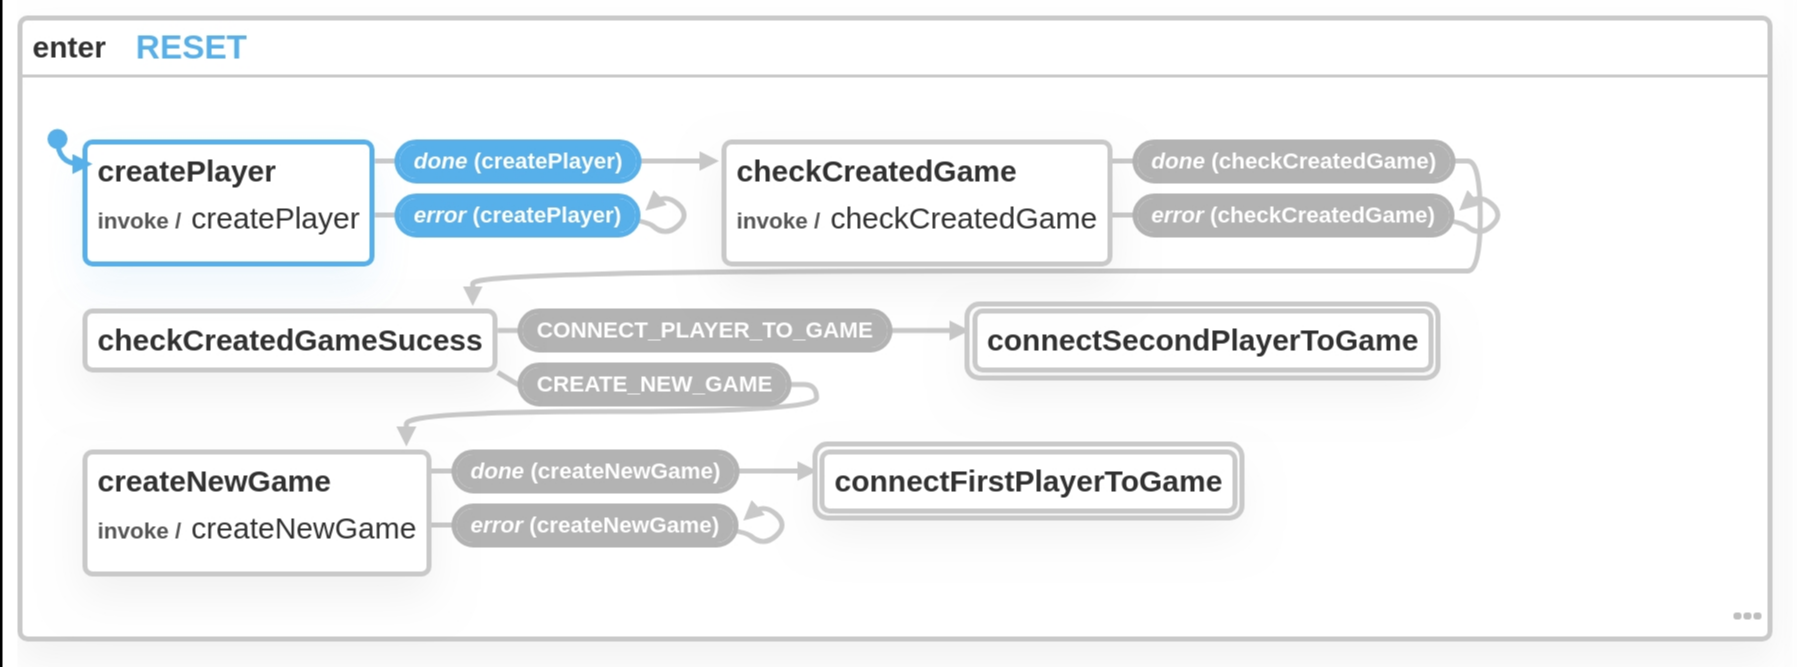 enter RESET
createPlayer
invoke / createPlayer
done (createPlayer)
error (createPlayer)
checkCreatedGame
invoke / checkCreatedGame
done (checkCreatedGame)
error (checkCreatedGame)
checkCreatedGameSucess
CONNECT_PLAYER_TO_GAME
CREATE_NEW_GAME
connectSecondPlayerToGame
createNewGame
invoke / createNewGame
done (createNewGame)
error (createNewGame)
connectFirstPlayerToGame